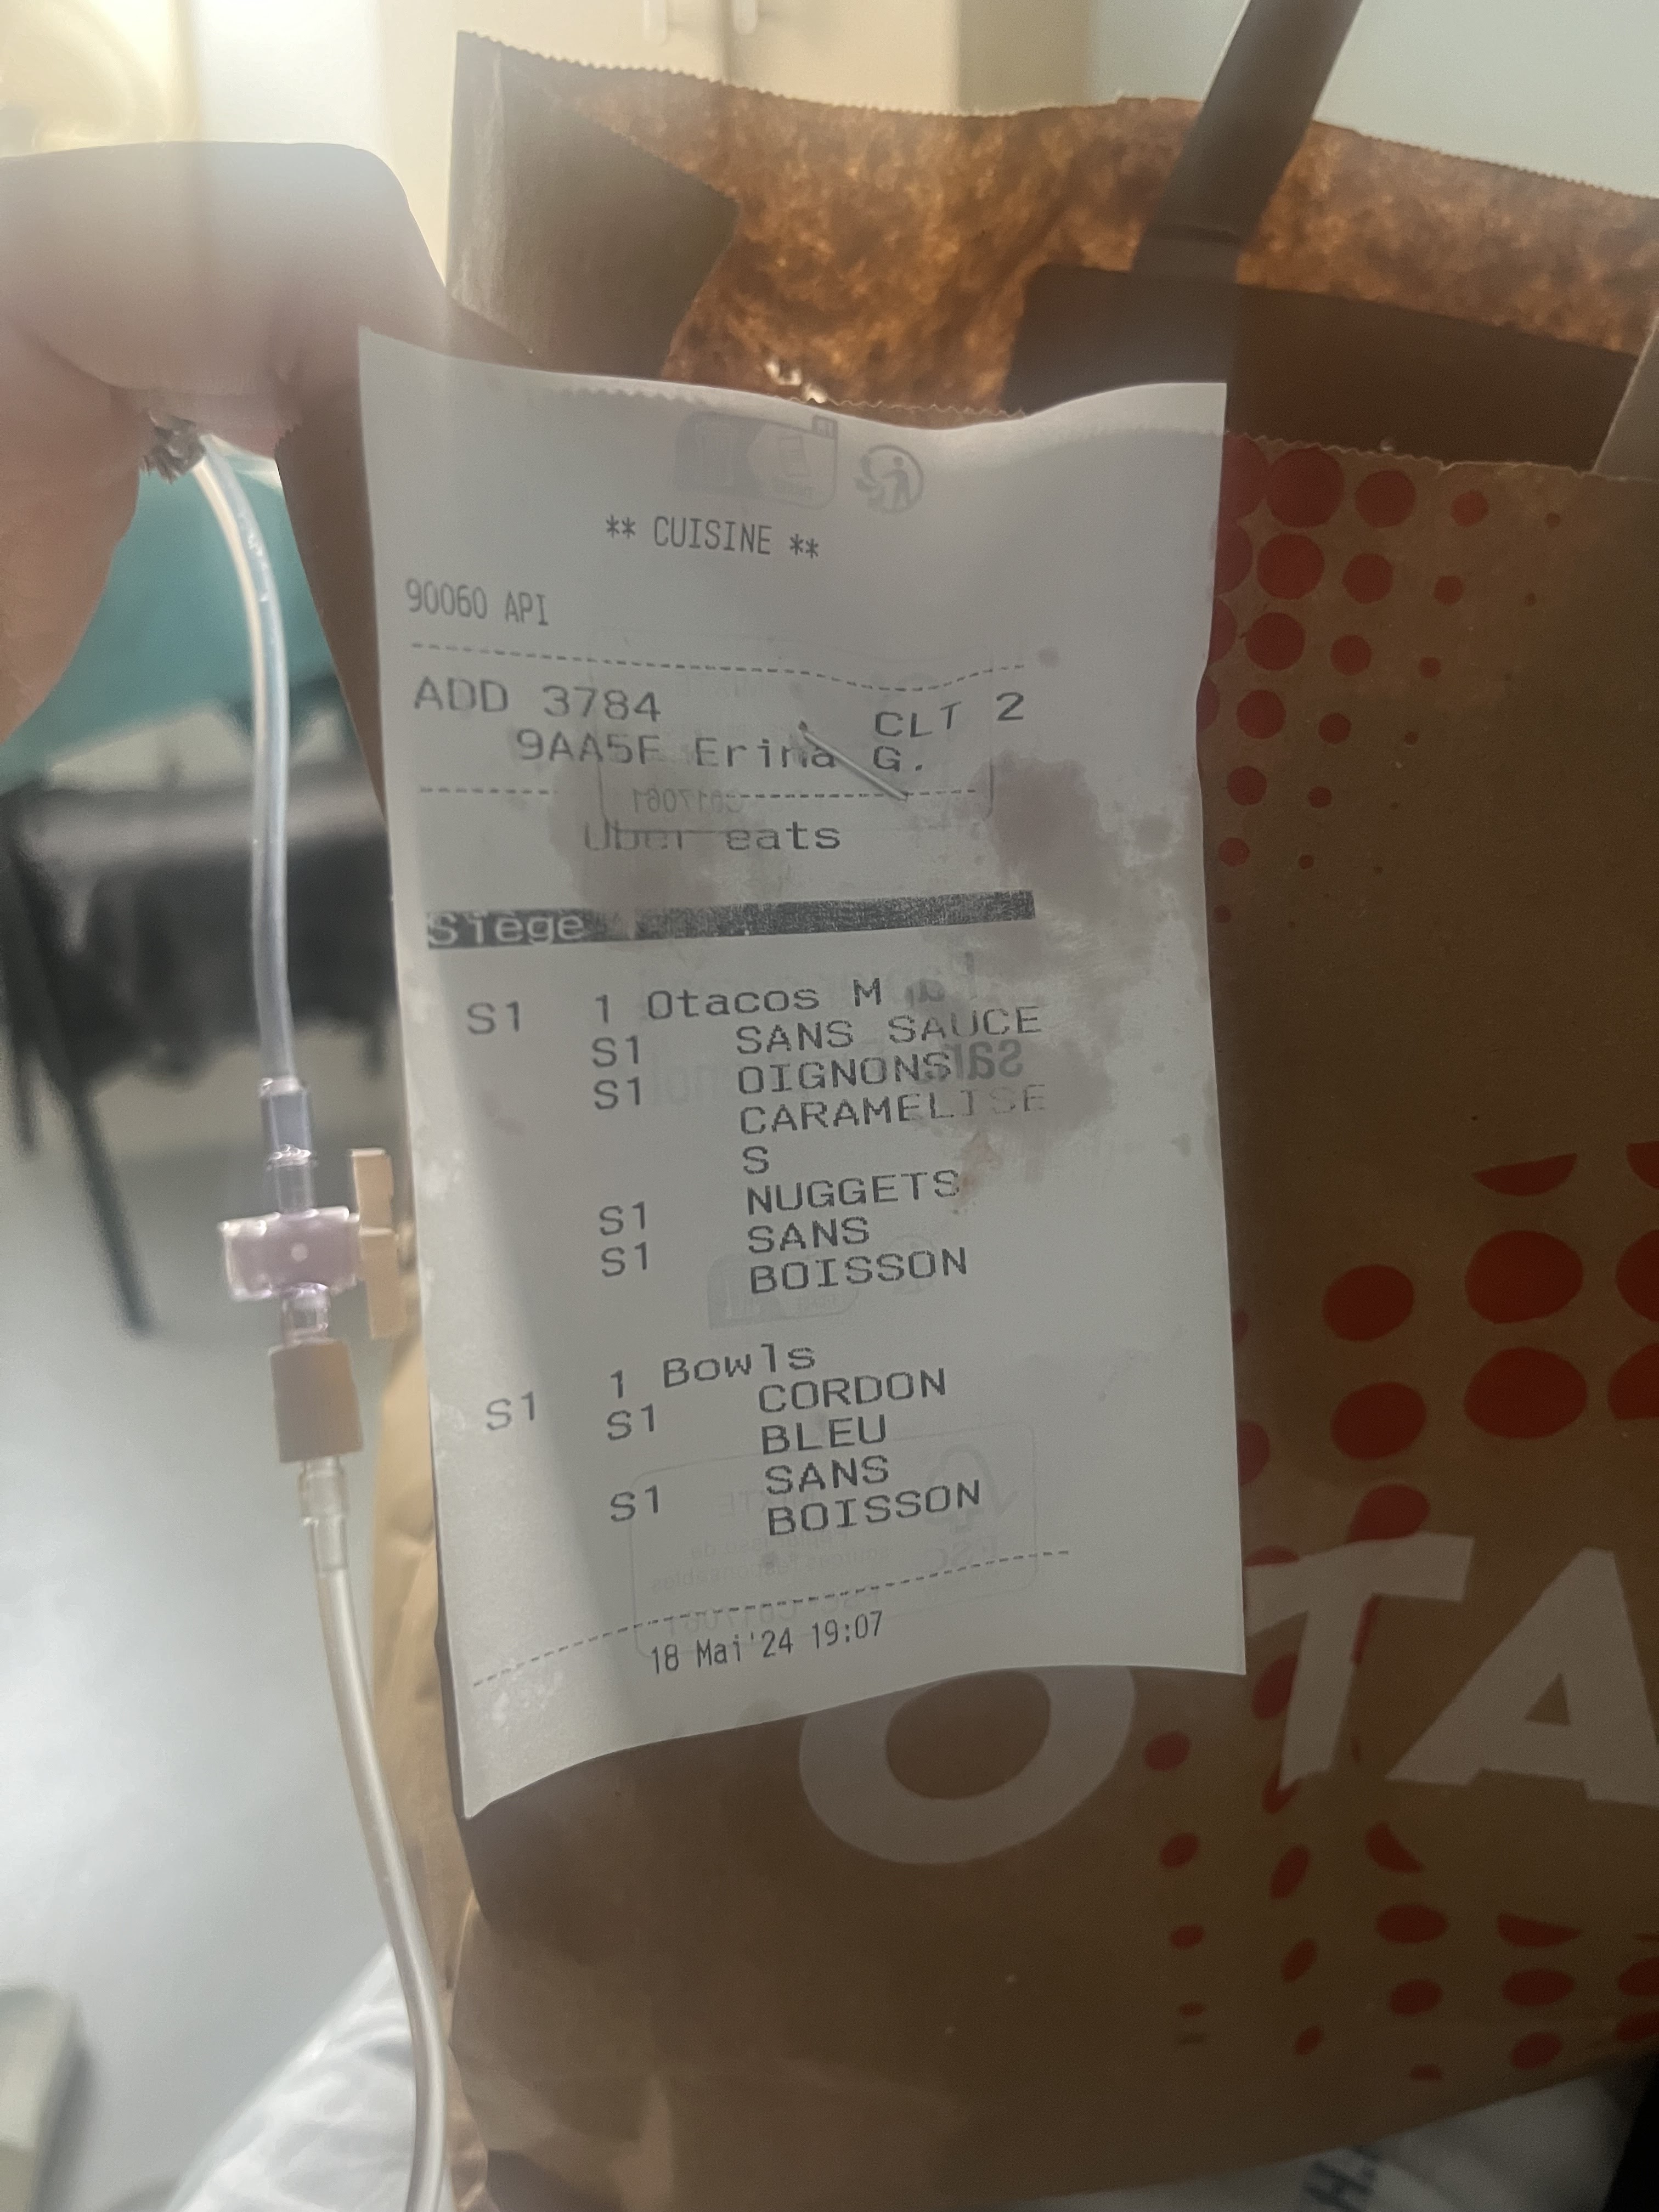 ** CUISINE **
90060 API
ADD 3784 CLT 2
9AA5F Erina G.
Uber eats
Siège
S1 1 Otacos M
S1 SANS SAUCE
S1 OIGNONS
CARAMELISE
S
S1 NUGGETS
S1 SANS
BOISSON
S1 1 Bowls
S1 CORDON
BLEU
S1 SANS
BOISSON
18 Mai'24 19:07
OTA